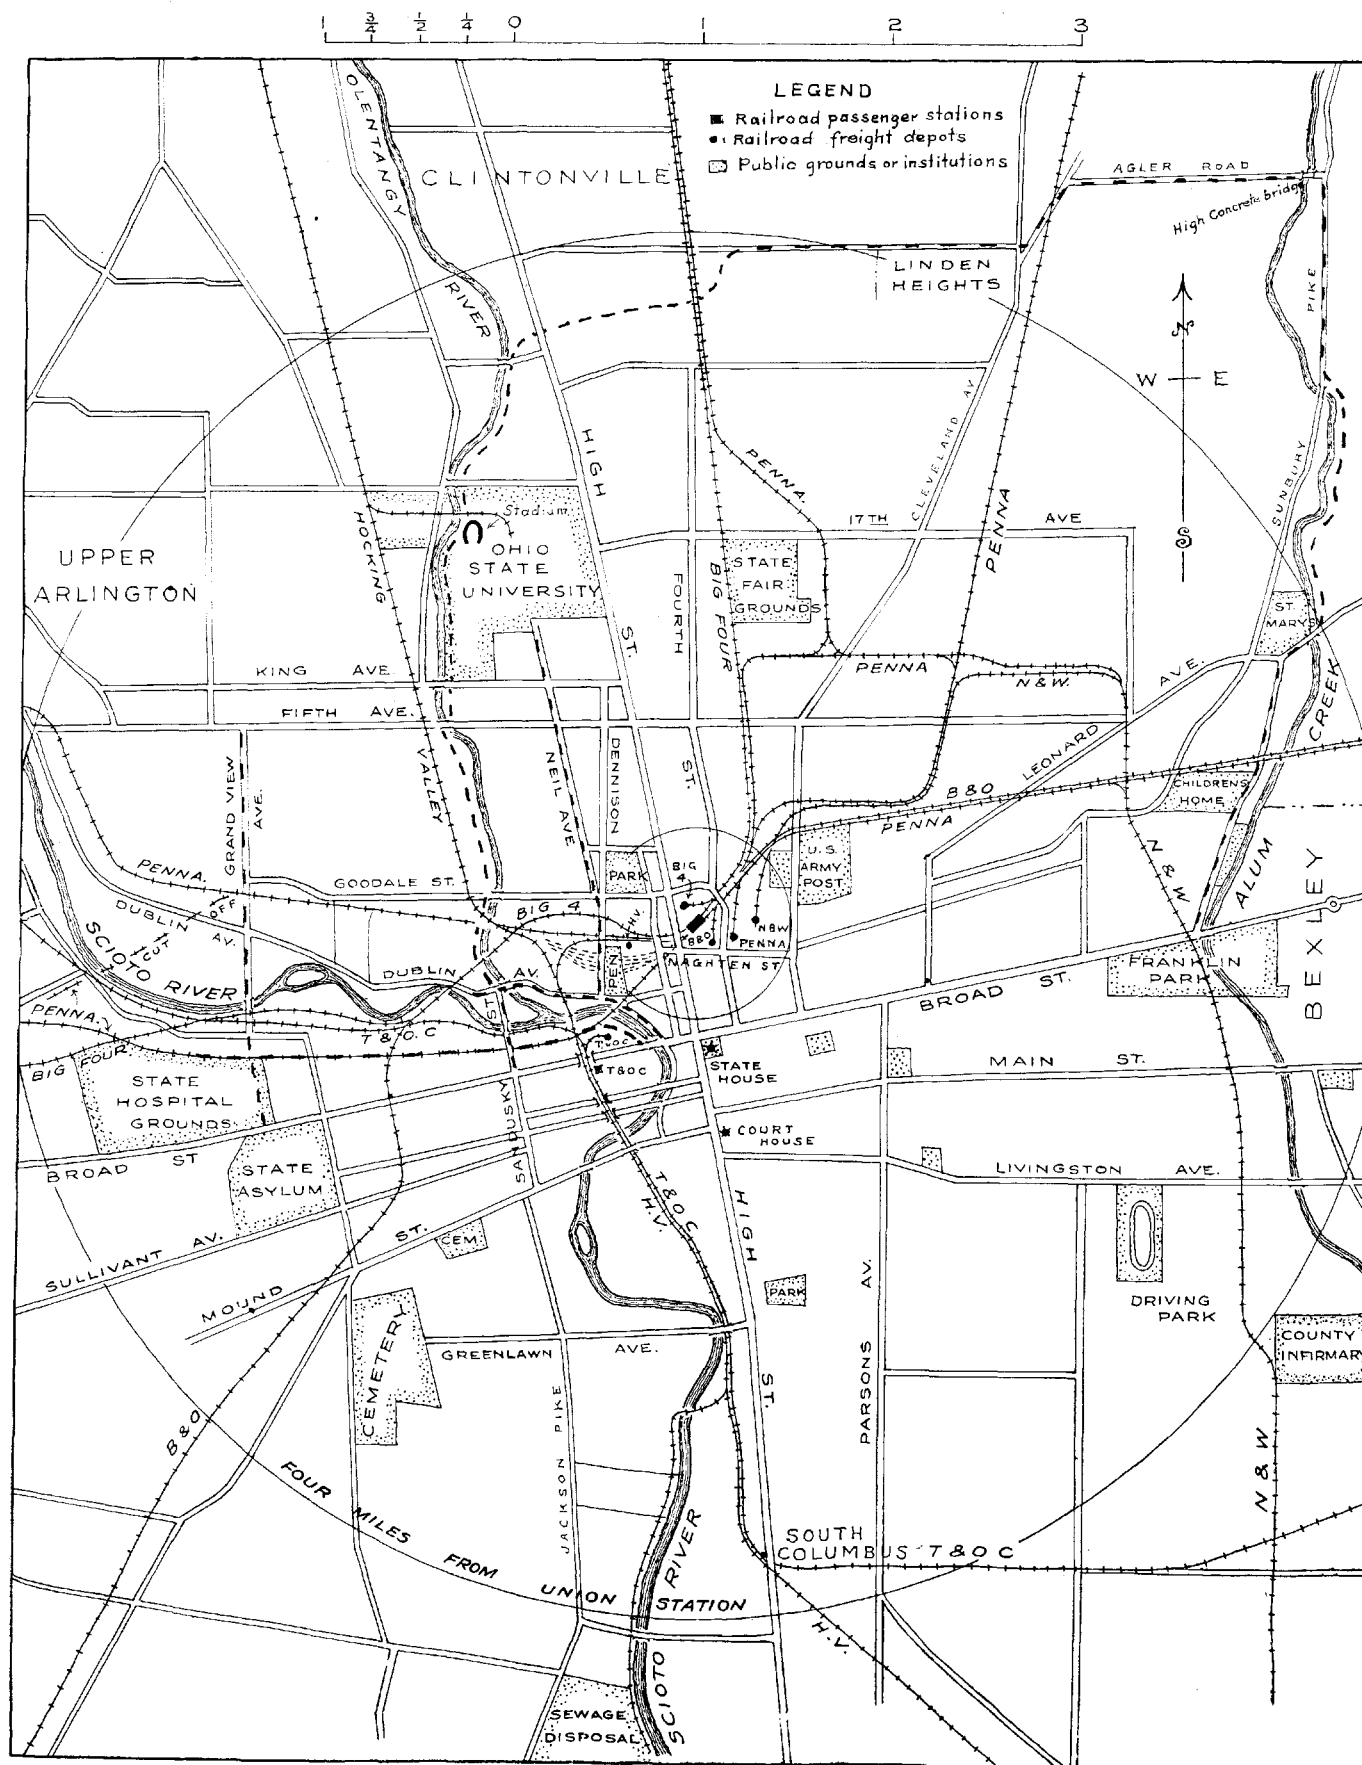 1 3/4 1/2 1/4 0 1 2 3
LEGEND
Railroad passenger stations
Railroad freight depots
Public grounds or institutions
OLENTANGY
RIVER
CLINTONVILLE
AGLER ROAD
High Concrete bridge
LINDEN
HEIGHTS
PIKE
N
W E
S
HIGH
PENNA.
CLEVELAND AV
PENNA
SUNBURY
Stadium
17TH AVE
HOCKING
OHIO
STATE
UNIVERSITY
UPPER
ARLINGTON
STATE
FAIR
GROUNDS
FOURTH
BIG FOUR
ST.
MARYS
ST.
KING AVE
PENNA
N & W.
AVE.
CREEK
FIFTH AVE.
VALLEY
GRAND VIEW
AVE.
NEIL AVE
DENNISON
ST.
LEONARD
B & O
PENNA
CHILDRENS
HOME
U.S.
ARMY
POST
N & W
ALUM
BEXLEY
PENNA.
GOODALE ST.
PARK
BIG
4
DUBLIN
AV.
CUT
OFF
BIG 4
H.V.
B&O
N&W
PENNA
NAGHTEN ST
PEN
SCIOTO RIVER
DUBLIN AV.
FRANKLIN
PARK
BROAD ST.
PENNA.
T & O. C
BIG FOUR
T&OC
T&OC
STATE
HOUSE
MAIN ST.
STATE
HOSPITAL
GROUNDS
ST
SANDUSKY
COURT
HOUSE
BROAD ST
STATE
ASYLUM
LIVINGSTON AVE.
T & O C
H.V.
HIGH
SULLIVANT AV.
ST.
CEM
MOUND
PARK
AV.
DRIVING
PARK
COUNTY
INFIRMARY
CEMETERY
GREENLAWN AVE.
ST.
PARSONS
B & O
JACKSON PIKE
N & W
FOUR MILES FROM UNION STATION
RIVER
SOUTH
COLUMBUS T & O C
H.V.
SCIOTO
SEWAGE
DISPOSAL